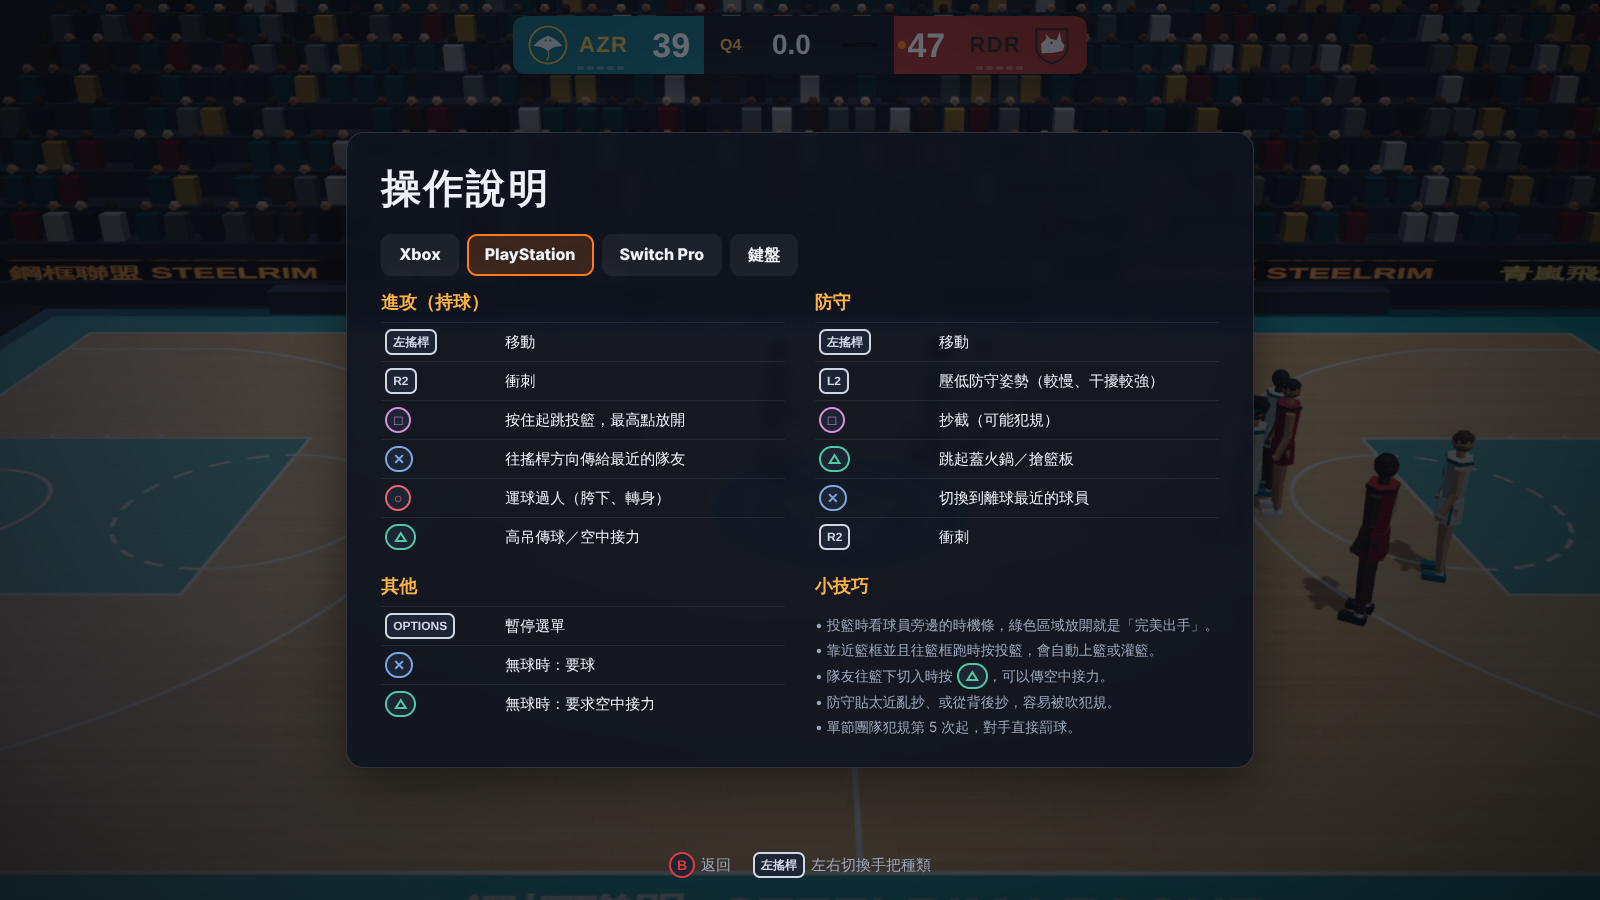 AZR 39 Q4 0.0 47 RDR
鋼框聯盟 STEELRIM
STEELRIM 青嵐飛
操作說明
Xbox PlayStation Switch Pro 鍵盤
進攻（持球）
左搖桿 移動
R2 衝刺
□ 按住起跳投籃，最高點放開
✕ 往搖桿方向傳給最近的隊友
○ 運球過人（胯下、轉身）
△ 高吊傳球／空中接力
防守
左搖桿 移動
L2 壓低防守姿勢（較慢、干擾較強）
□ 抄截（可能犯規）
△ 跳起蓋火鍋／搶籃板
✕ 切換到離球最近的球員
R2 衝刺
其他
OPTIONS 暫停選單
✕ 無球時：要球
△ 無球時：要求空中接力
小技巧
• 投籃時看球員旁邊的時機條，綠色區域放開就是「完美出手」。
• 靠近籃框並且往籃框跑時按投籃，會自動上籃或灌籃。
• 隊友往籃下切入時按 △，可以傳空中接力。
• 防守貼太近亂抄、或從背後抄，容易被吹犯規。
• 單節團隊犯規第 5 次起，對手直接罰球。
B 返回 左搖桿 左右切換手把種類